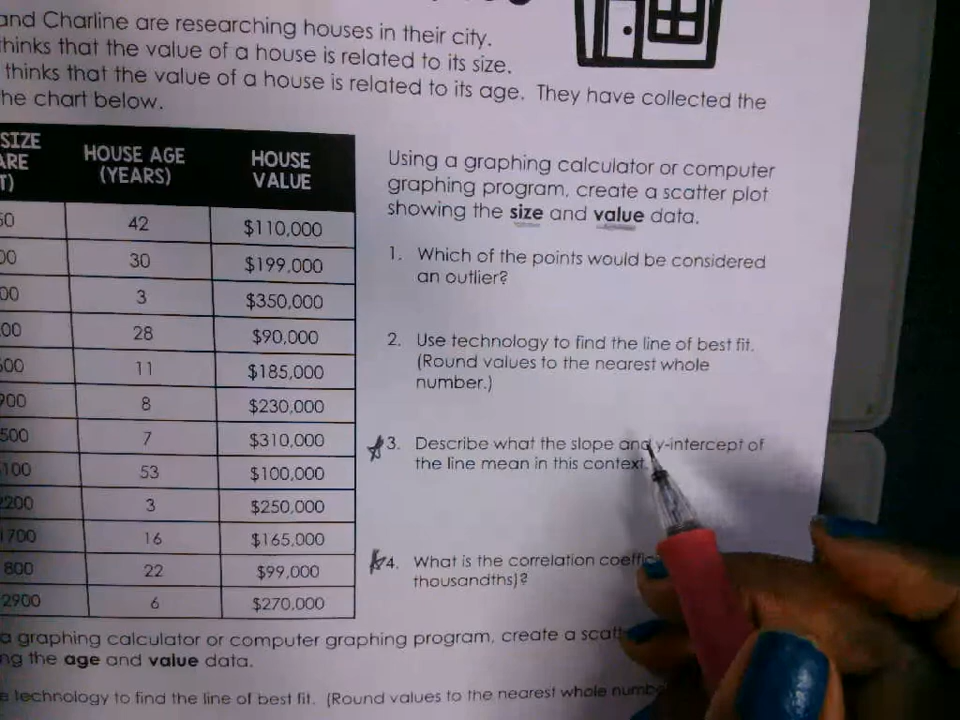 and Charline are researching houses in their city.
thinks that the value of a house is related to its size.
thinks that the value of a house is related to its age. They have collected the
the chart below.
SIZE
HOUSE AGE
(YEARS)
HOUSE
VALUE
42 $110,000
30 $199,000
3 $350,000
28 $90,000
11 $185,000
8 $230,000
7 $310,000
53 $100,000
3 $250,000
1700 16 $165,000
800 22 $99,000
2900 6 $270,000
Using a graphing calculator or computer
graphing program, create a scatter plot
showing the size and value data.
1. Which of the points would be considered
an outlier?
2. Use technology to find the line of best fit.
(Round values to the nearest whole
number.)
3. Describe what the slope and y-intercept of
the line mean in this context.
4. What is the correlation
thousandths)?
a graphing calculator or computer graphing program, create a
the age and value data.
technology to find the line of best fit. (Round values to the nearest whole